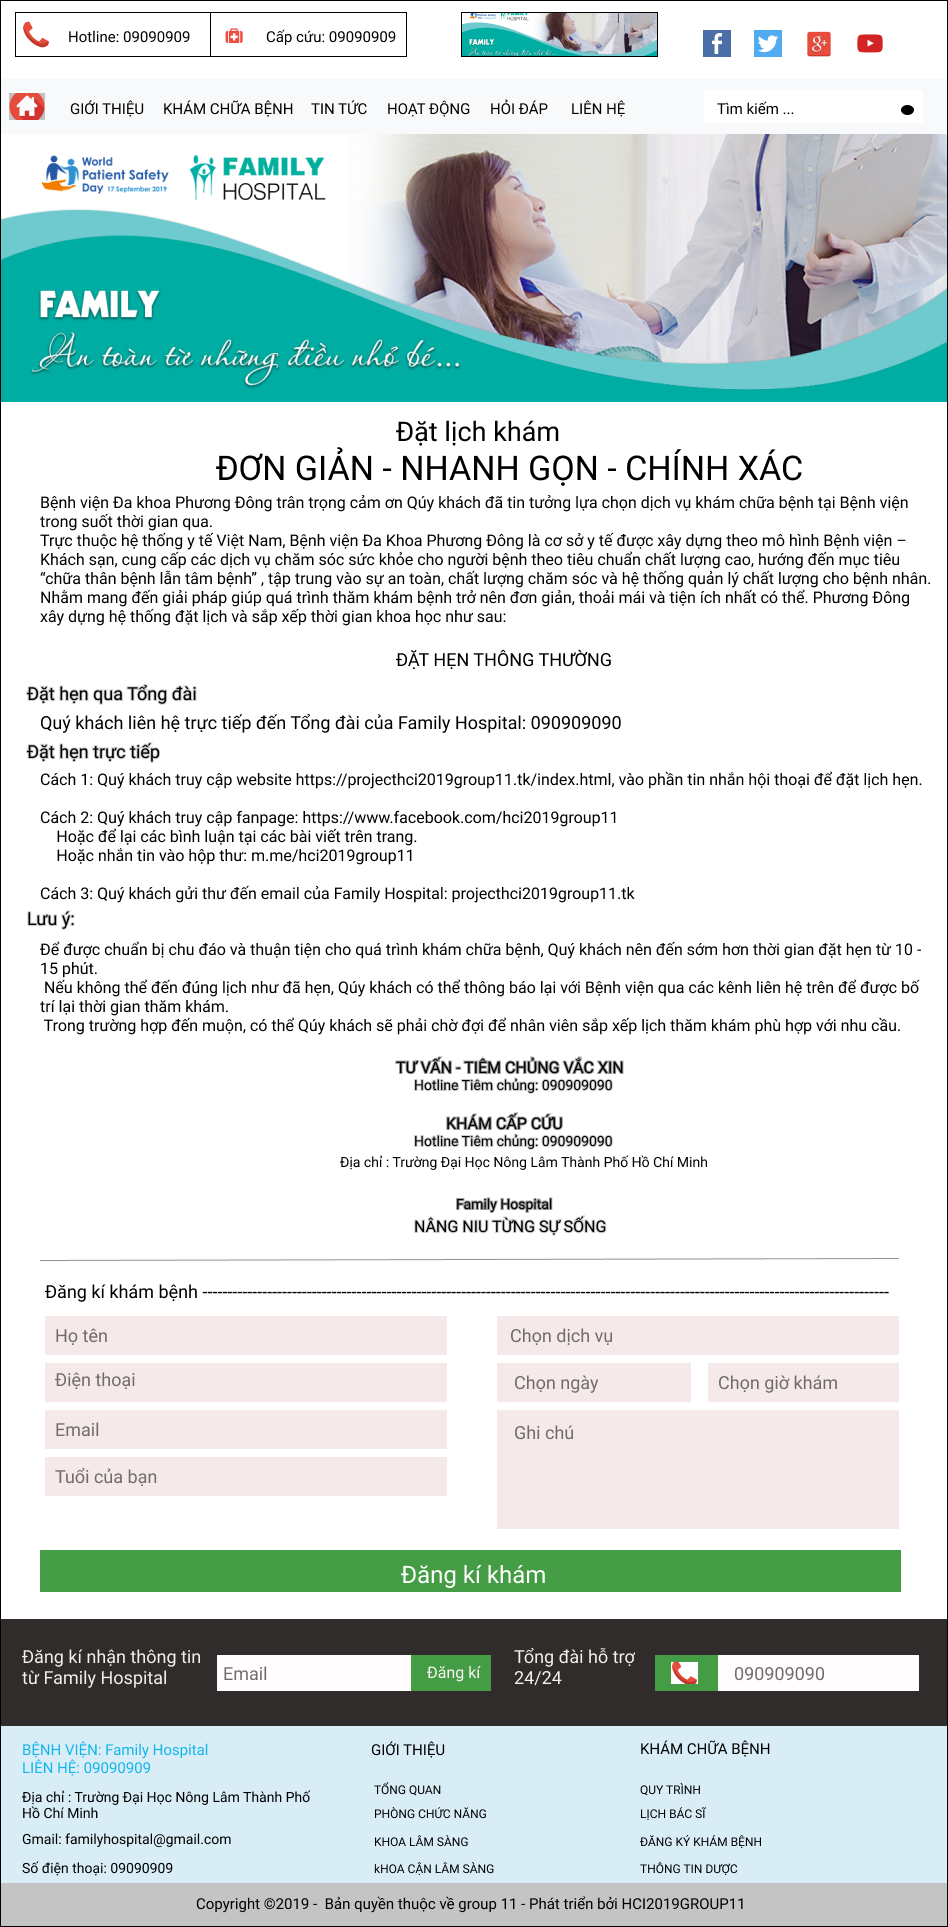 Hotline: 09090909
Cấp cứu: 09090909
HOSPITAL
FAMILY
An toàn từ những điều nhỏ bé...
GIỚI THIỆU
KHÁM CHỮA BỆNH
TIN TỨC
HOẠT ĐỘNG
HỎI ĐÁP
LIÊN HỆ
Tìm kiếm ...
World
Patient Safety
Day 17 September 2019
FAMILY
HOSPITAL
FAMILY
An toàn từ những điều nhỏ bé...
Đặt lịch khám
ĐƠN GIẢN - NHANH GỌN - CHÍNH XÁC
Bệnh viện Đa khoa Phương Đông trân trọng cảm ơn Qúy khách đã tin tưởng lựa chọn dịch vụ khám chữa bệnh tại Bệnh viện
trong suốt thời gian qua.
Trực thuộc hệ thống y tế Việt Nam, Bệnh viện Đa Khoa Phương Đông là cơ sở y tế được xây dựng theo mô hình Bệnh viện –
Khách sạn, cung cấp các dịch vụ chăm sóc sức khỏe cho người bệnh theo tiêu chuẩn chất lượng cao, hướng đến mục tiêu
“chữa thân bệnh lẫn tâm bệnh” , tập trung vào sự an toàn, chất lượng chăm sóc và hệ thống quản lý chất lượng cho bệnh nhân.
Nhằm mang đến giải pháp giúp quá trình thăm khám bệnh trở nên đơn giản, thoải mái và tiện ích nhất có thể. Phương Đông
xây dựng hệ thống đặt lịch và sắp xếp thời gian khoa học như sau:
ĐẶT HẸN THÔNG THƯỜNG
Đặt hẹn qua Tổng đài
Quý khách liên hệ trực tiếp đến Tổng đài của Family Hospital: 090909090
Đặt hẹn trực tiếp
Cách 1: Quý khách truy cập website https://projecthci2019group11.tk/index.html, vào phần tin nhắn hội thoại để đặt lịch hẹn.
Cách 2: Quý khách truy cập fanpage: https://www.facebook.com/hci2019group11
Hoặc để lại các bình luận tại các bài viết trên trang.
Hoặc nhắn tin vào hộp thư: m.me/hci2019group11
Cách 3: Quý khách gửi thư đến email của Family Hospital: projecthci2019group11.tk
Lưu ý:
Để được chuẩn bị chu đáo và thuận tiện cho quá trình khám chữa bệnh, Quý khách nên đến sớm hơn thời gian đặt hẹn từ 10 -
15 phút.
Nếu không thể đến đúng lịch như đã hẹn, Qúy khách có thể thông báo lại với Bệnh viện qua các kênh liên hệ trên để được bố
trí lại thời gian thăm khám.
Trong trường hợp đến muộn, có thể Qúy khách sẽ phải chờ đợi để nhân viên sắp xếp lịch thăm khám phù hợp với nhu cầu.
TƯ VẤN - TIÊM CHỦNG VẮC XIN
Hotline Tiêm chủng: 090909090
KHÁM CẤP CỨU
Hotline Tiêm chủng: 090909090
Địa chỉ : Trường Đại Học Nông Lâm Thành Phố Hồ Chí Minh
Family Hospital
NÂNG NIU TỪNG SỰ SỐNG
Đăng kí khám bệnh -----------------------------------------------------------------------------------------------------------------------------------------
Họ tên
Chọn dịch vụ
Điện thoại
Chọn ngày
Chọn giờ khám
Email
Ghi chú
Tuổi của bạn
Đăng kí khám
Đăng kí nhận thông tin
từ Family Hospital
Email
Đăng kí
Tổng đài hỗ trợ
24/24
090909090
BỆNH VIỆN: Family Hospital
LIÊN HỆ: 09090909
Địa chỉ : Trường Đại Học Nông Lâm Thành Phố
Hồ Chí Minh
Gmail: familyhospital@gmail.com
Số điện thoại: 09090909
GIỚI THIỆU
TỔNG QUAN
PHÒNG CHỨC NĂNG
KHOA LÂM SÀNG
kHOA CẬN LÂM SÀNG
KHÁM CHỮA BỆNH
QUY TRÌNH
LỊCH BÁC SĨ
ĐĂNG KÝ KHÁM BỆNH
THÔNG TIN DƯỢC
Copyright ©2019 - Bản quyền thuộc về group 11 - Phát triển bởi HCI2019GROUP11